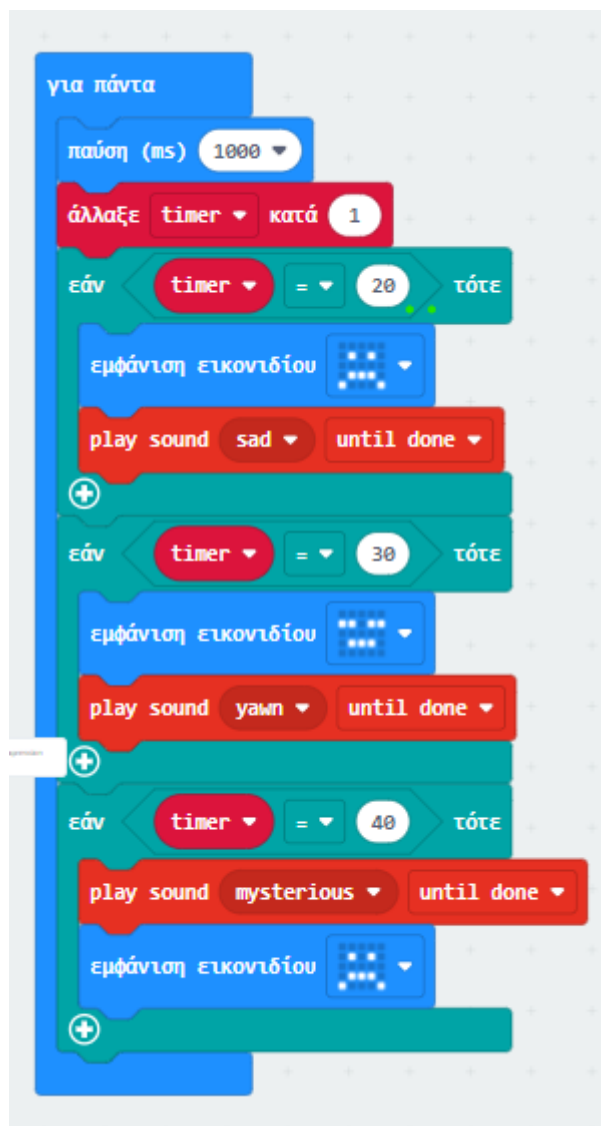 για πάντα
παύση (ms) 1000
άλλαξε timer κατά 1
εάν timer = 20 τότε
εμφάνιση εικονιδίου
play sound sad until done
εάν timer = 30 τότε
εμφάνιση εικονιδίου
play sound yawn until done
εάν timer = 40 τότε
play sound mysterious until done
εμφάνιση εικονιδίου